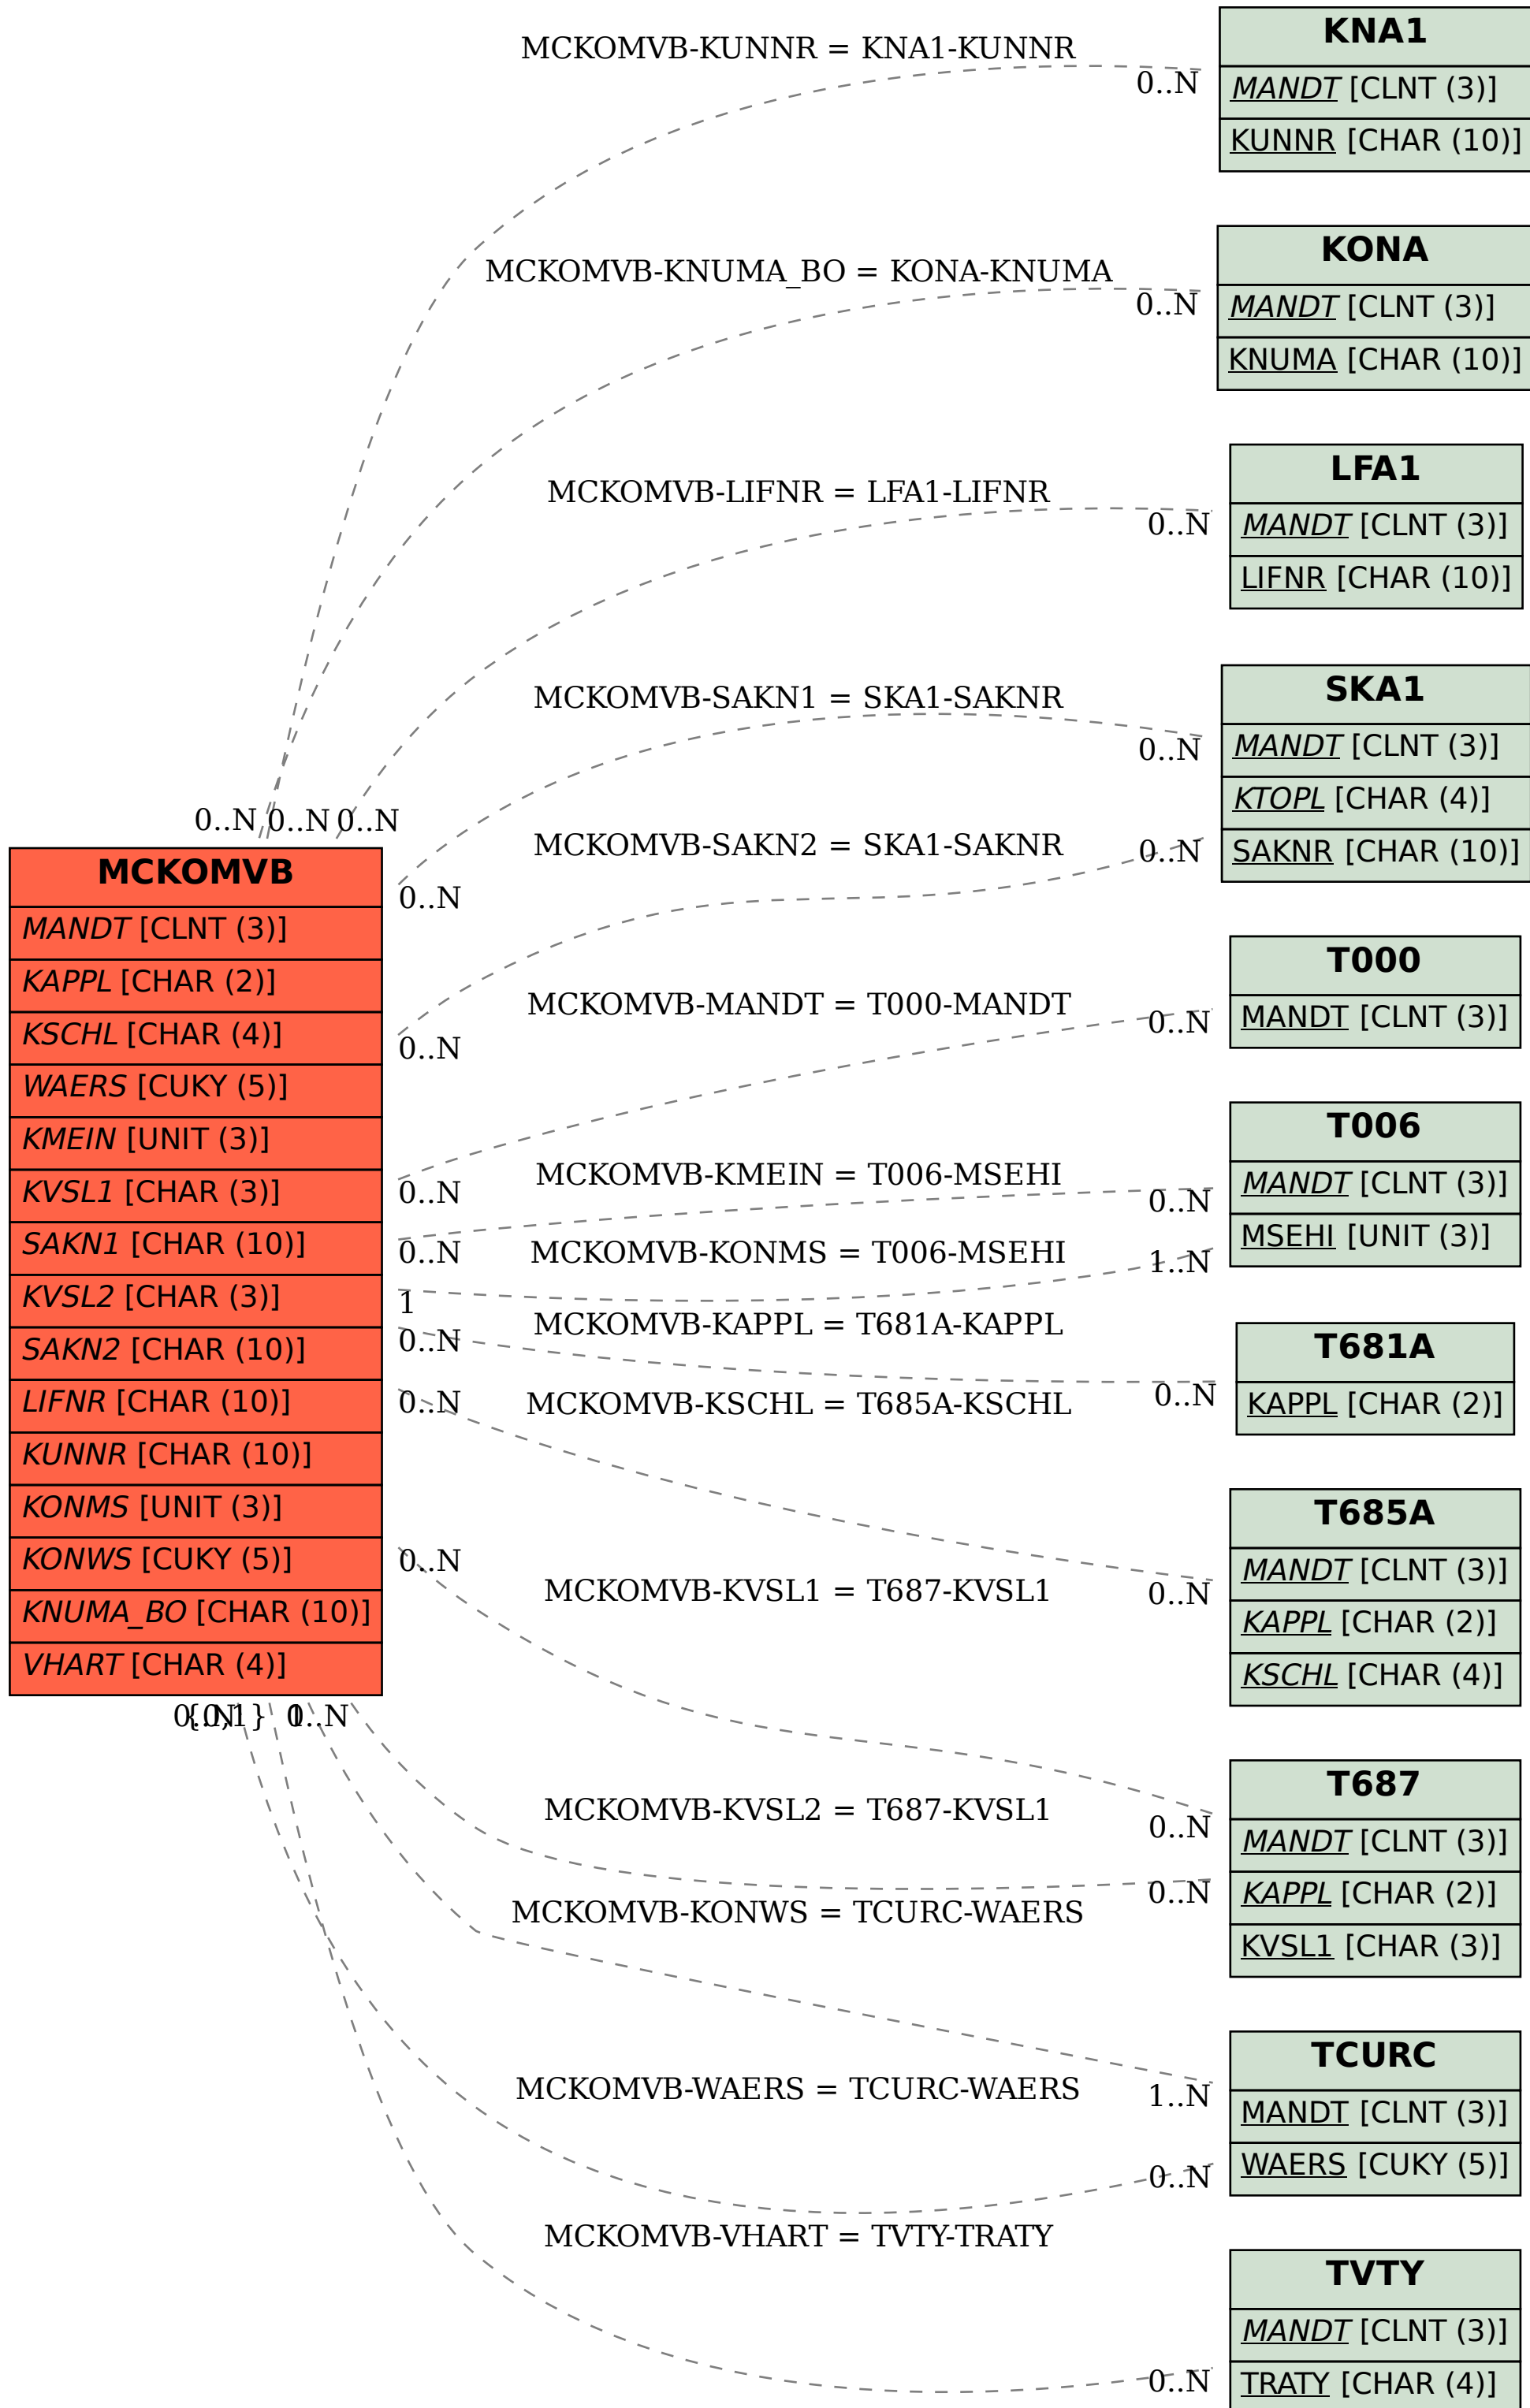 KNA1
MANDT [CLNT (3)]
KUNNR [CHAR (10)]
MCKOMVB-KUNNR = KNA1-KUNNR
0..N
KONA
MANDT [CLNT (3)]
KNUMA [CHAR (10)]
MCKOMVB-KNUMA_BO = KONA-KNUMA
0..N
LFA1
MANDT [CLNT (3)]
LIFNR [CHAR (10)]
MCKOMVB-LIFNR = LFA1-LIFNR
0..N
SKA1
MANDT [CLNT (3)]
KTOPL [CHAR (4)]
SAKNR [CHAR (10)]
MCKOMVB-SAKN1 = SKA1-SAKNR
0..N
MCKOMVB-SAKN2 = SKA1-SAKNR
0..N
0..N 0..N 0..N
MCKOMVB
MANDT [CLNT (3)]
KAPPL [CHAR (2)]
KSCHL [CHAR (4)]
WAERS [CUKY (5)]
KMEIN [UNIT (3)]
KVSL1 [CHAR (3)]
SAKN1 [CHAR (10)]
KVSL2 [CHAR (3)]
SAKN2 [CHAR (10)]
LIFNR [CHAR (10)]
KUNNR [CHAR (10)]
KONMS [UNIT (3)]
KONWS [CUKY (5)]
KNUMA_BO [CHAR (10)]
VHART [CHAR (4)]
0..N
0..N
0..N
0..N
1
0..N
0..N
0..N
0..N
{0,1}
1
0..N
T000
MANDT [CLNT (3)]
MCKOMVB-MANDT = T000-MANDT
0..N
T006
MANDT [CLNT (3)]
MSEHI [UNIT (3)]
MCKOMVB-KMEIN = T006-MSEHI
0..N
MCKOMVB-KONMS = T006-MSEHI
1..N
T681A
KAPPL [CHAR (2)]
MCKOMVB-KAPPL = T681A-KAPPL
0..N
T685A
MANDT [CLNT (3)]
KAPPL [CHAR (2)]
KSCHL [CHAR (4)]
MCKOMVB-KSCHL = T685A-KSCHL
0..N
T687
MANDT [CLNT (3)]
KAPPL [CHAR (2)]
KVSL1 [CHAR (3)]
MCKOMVB-KVSL1 = T687-KVSL1
0..N
MCKOMVB-KVSL2 = T687-KVSL1
0..N
TCURC
MANDT [CLNT (3)]
WAERS [CUKY (5)]
MCKOMVB-KONWS = TCURC-WAERS
1..N
MCKOMVB-WAERS = TCURC-WAERS
0..N
TVTY
MANDT [CLNT (3)]
TRATY [CHAR (4)]
MCKOMVB-VHART = TVTY-TRATY
0..N